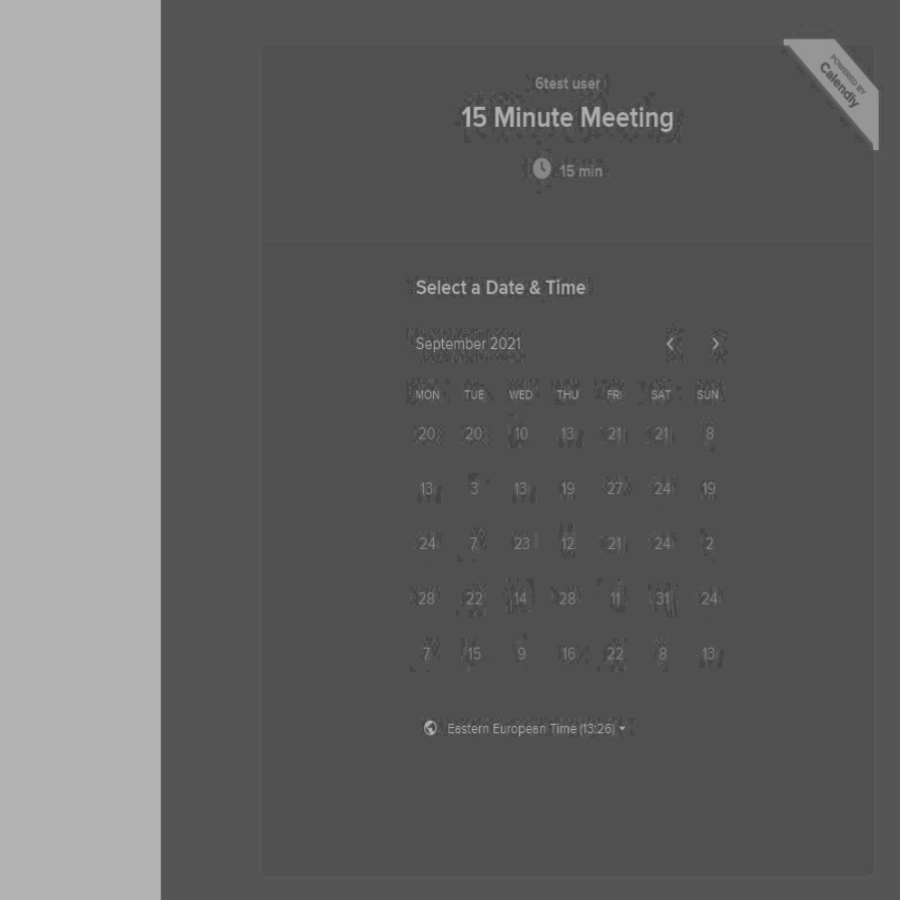 POWERED BY
Calendly
6test user
15 Minute Meeting
15 min
Select a Date & Time
September 2021
MON TUE WED THU FRI SAT SUN
20 20 10 13 21 21 8
13 3 13 19 27 24 19
24 7 23 12 21 24 2
28 22 14 28 11 31 24
7 15 9 16 22 8 13
Eastern European Time (13:26)